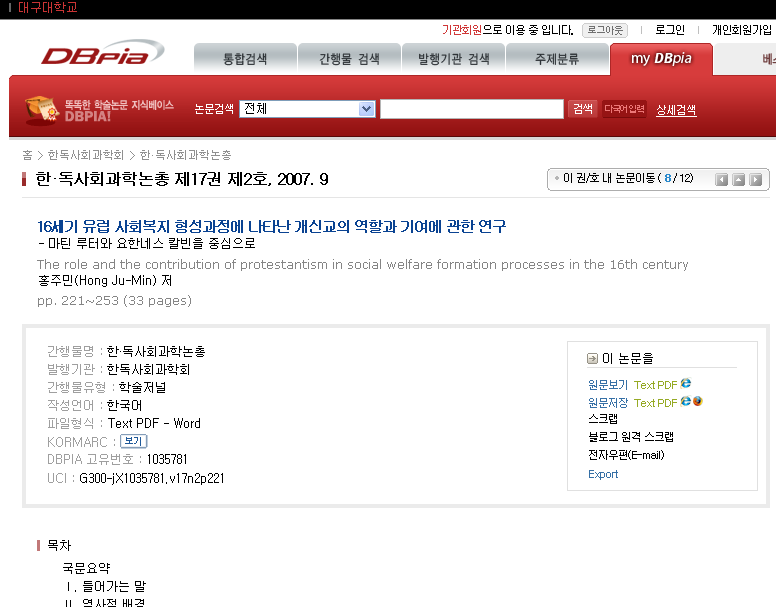 대구대학교
기관회원으로 이용 중 입니다. 로그아웃 로그인 개인회원가입
DBpia 통합검색 간행물 검색 발행기관 검색 주제분류 my DBpia 베스
똑똑한 학술논문 지식베이스
DBPIA!
논문검색 전체 검색 다국어입력 상세검색
홈 > 한독사회과학회 > 한·독사회과학논총
한·독사회과학논총 제17권 제2호, 2007. 9
이 권/호 내 논문이동 ( 8 / 12)
16세기 유럽 사회복지 형성과정에 나타난 개신교의 역할과 기여에 관한 연구
- 마틴 루터와 요한네스 칼빈을 중심으로
The role and the contribution of protestantism in social welfare formation processes in the 16th century
홍주민(Hong Ju-Min) 저
pp. 221~253 (33 pages)
간행물명 : 한·독사회과학논총
발행기관 : 한독사회과학회
간행물유형 : 학술저널
작성언어 : 한국어
파일형식 : Text PDF - Word
KORMARC : 보기
DBPIA 고유번호 : 1035781
UCI : G300-jX1035781.v17n2p221
이 논문을
원문보기 Text PDF
원문저장 Text PDF
스크랩
블로그 원격 스크랩
전자우편(E-mail)
Export
목차
국문요약
Ⅰ. 들어가는 말
Ⅱ. 역사적 배경